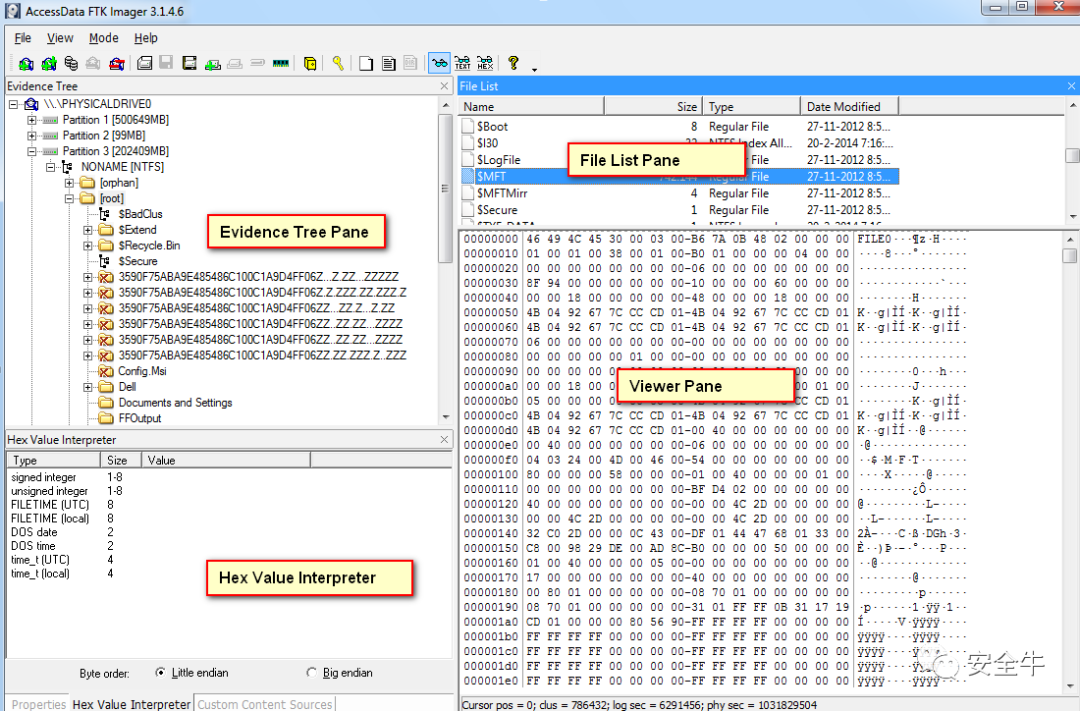 AccessData FTK Imager 3.1.4.6
File View Mode Help
Evidence Tree
\\.\PHYSICALDRIVE0
Partition 1 [500649MB]
Partition 2 [99MB]
Partition 3 [202409MB]
NONAME [NTFS]
[orphan]
[root]
$BadClus
$Extend
$Recycle.Bin
$Secure
3590F75ABA9E485486C100C1A9D4FF06Z...Z.ZZ...ZZZZZ
3590F75ABA9E485486C100C1A9D4FF06Z.Z.ZZZ.ZZ.ZZZ.Z
3590F75ABA9E485486C100C1A9D4FF06ZZ...ZZ.Z...Z.ZZ
3590F75ABA9E485486C100C1A9D4FF06ZZ.ZZ.ZZ...ZZZZ
3590F75ABA9E485486C100C1A9D4FF06ZZ.ZZ.ZZZ...Z.ZZ
3590F75ABA9E485486C100C1A9D4FF06ZZ.ZZ.ZZZ.Z...ZZZ
Config.Msi
Dell
Documents and Settings
FFOutput
Evidence Tree Pane
Hex Value Interpreter
Type Size Value
signed integer 1-8
unsigned integer 1-8
FILETIME (UTC) 8
FILETIME (local) 8
DOS date 2
DOS time 2
time_t (UTC) 4
time_t (local) 4
Hex Value Interpreter
Byte order: Little endian Big endian
Properties Hex Value Interpreter Custom Content Sources
File List
Name Size Type Date Modified
$Boot 8 Regular File 27-11-2012 8:5...
$I30 NTFS Index All... 20-2-2014 7:16:...
$LogFile File 27-11-2012 8:5...
$MFT Regular File 27-11-2012 8:5...
$MFTMirr 4 Regular File 27-11-2012 8:5...
$Secure 1 Regular File 27-11-2012 8:5...
File List Pane
00000000 46 49 4C 45 30 00 03 00-B6 7A 0B 48 02 00 00 00 FILE0···¶z·H····
00000010 01 00 01 00 38 00 01 00-B0 01 00 00 00 04 00 00 ····8···°·······
00000020 00 00 00 00 00 00 00 00-06 00 00 00 00 00 00 00 ················
00000030 8F 94 00 00 00 00 00 00-10 00 00 00 60 00 00 00 ············`···
00000040 00 00 18 00 00 00 00 00-48 00 00 00 18 00 00 00 ········H·······
00000050 4B 04 92 67 7C CC CD 01-4B 04 92 67 7C CC CD 01 K··g|ÌÍ·K··g|ÌÍ·
00000060 4B 04 92 67 7C CC CD 01-4B 04 92 67 7C CC CD 01 K··g|ÌÍ·K··g|ÌÍ·
00000070 06 00 00 00 00 00 00 00-00 00 00 00 00 00 00 00 ················
00000080 00 00 00 00 00 01 00 00-00 00 00 00 00 00 00 00 ················
00000090 ········0···h···
000000a0 00 00 18 00 01 00 ··········J·····
000000b0 05 00 00 00 CC CD 01 ········K··g|ÌÍ·
000000c0 4B 04 92 67 7C CC CD 01-4B 04 92 67 7C CC CD 01 K··g|ÌÍ·K··g|ÌÍ·
000000d0 4B 04 92 67 7C CC CD 01-00 40 00 00 00 00 00 00 K··g|ÌÍ··@······
000000e0 00 40 00 00 00 00 00 00-06 00 00 00 00 00 00 00 ·@··············
000000f0 04 03 24 00 4D 00 46 00-54 00 00 00 00 00 00 00 ··$·M·F·T·······
00000100 80 00 00 00 58 00 00 00-01 00 40 00 00 00 01 00 ····X·····@·····
00000110 00 00 00 00 00 00 00 00-BF D4 02 00 00 00 00 00 ········¿Ô······
00000120 40 00 00 00 00 00 00 00-00 00 4C 2D 00 00 00 00 @·········L-····
00000130 00 00 4C 2D 00 00 00 00-00 00 4C 2D 00 00 00 00 ··L-······L-····
00000140 32 C0 2D 00 00 0C 43 00-DF 01 44 47 68 01 33 00 2À-···C·ß·DGh·3·
00000150 C8 00 98 29 DE 00 AD 8C-B0 00 00 00 50 00 00 00 È··)Þ·-·°···P···
00000160 01 00 40 00 00 00 05 00-00 00 00 00 00 00 00 00 ··@·············
00000170 17 00 00 00 00 00 00 00-40 00 00 00 00 00 00 00 ········@·······
00000180 00 80 01 00 00 00 00 00-08 70 01 00 00 00 00 00 ·········p······
00000190 08 70 01 00 00 00 00 00-31 01 FF FF 0B 31 17 19 ·p······1·ÿÿ·1··
000001a0 CD 01 00 00 00 80 56 90-FF FF FF FF 00 00 00 00 Í·····V·ÿÿÿÿ····
000001b0 FF FF FF FF 00 00 00 00-FF FF FF FF 00 00 00 00 ÿÿÿÿ····ÿÿÿÿ····
000001c0 FF FF FF FF 00 00 00 00-FF FF FF FF 00 00 00 00 ÿÿÿÿ····ÿÿÿÿ····
000001d0 FF FF FF FF 00 00 00 00-FF FF FF FF 00 00 00 00 ÿÿÿÿ
000001e0 FF FF FF FF 00 00 00 00-FF FF FF FF 00 00 00 00 ÿÿÿÿ····ÿÿÿÿ····
Viewer Pane
安全牛
Cursor pos = 0; clus = 786432; log sec = 6291456; phy sec = 1031829504